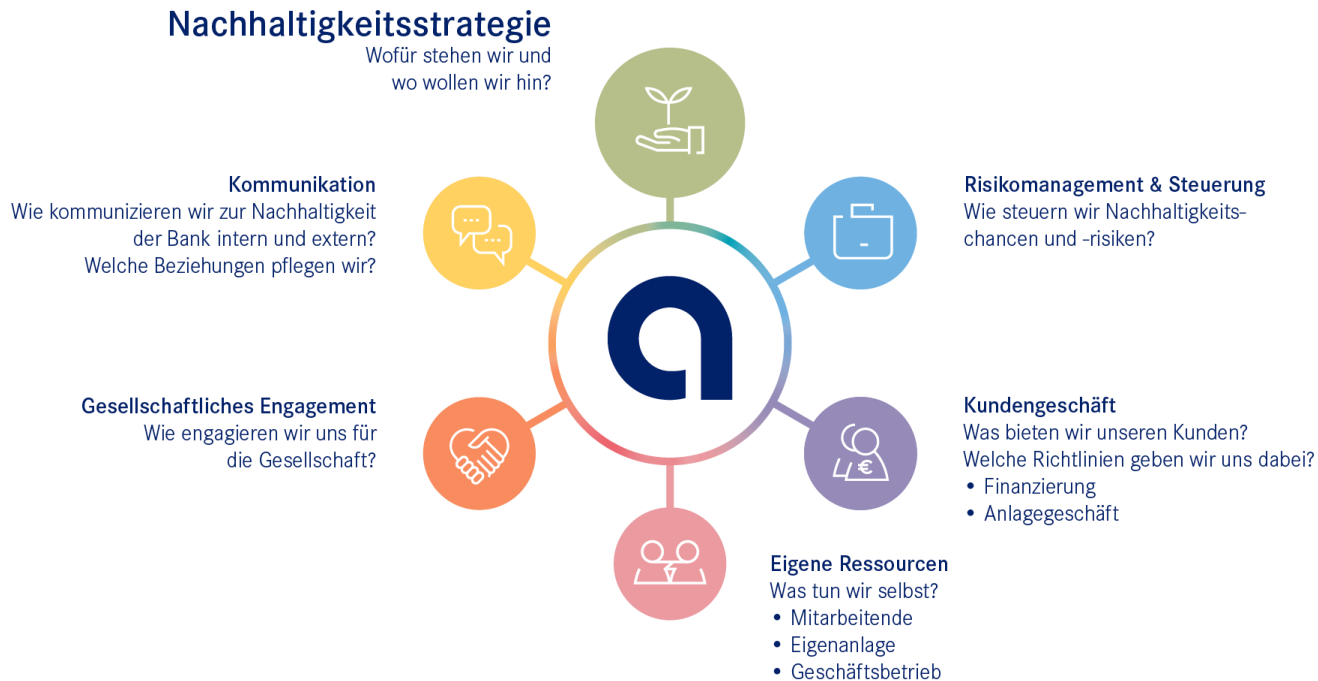 Nachhaltigkeitsstrategie
Wofür stehen wir und
wo wollen wir hin?
Kommunikation
Wie kommunizieren wir zur Nachhaltigkeit
der Bank intern und extern?
Welche Beziehungen pflegen wir?
Risikomanagement & Steuerung
Wie steuern wir Nachhaltigkeits-
chancen und -risiken?
Gesellschaftliches Engagement
Wie engagieren wir uns für
die Gesellschaft?
Kundengeschäft
Was bieten wir unseren Kunden?
Welche Richtlinien geben wir uns dabei?
• Finanzierung
• Anlagegeschäft
€
Eigene Ressourcen
Was tun wir selbst?
• Mitarbeitende
• Eigenanlage
• Geschäftsbetrieb
a